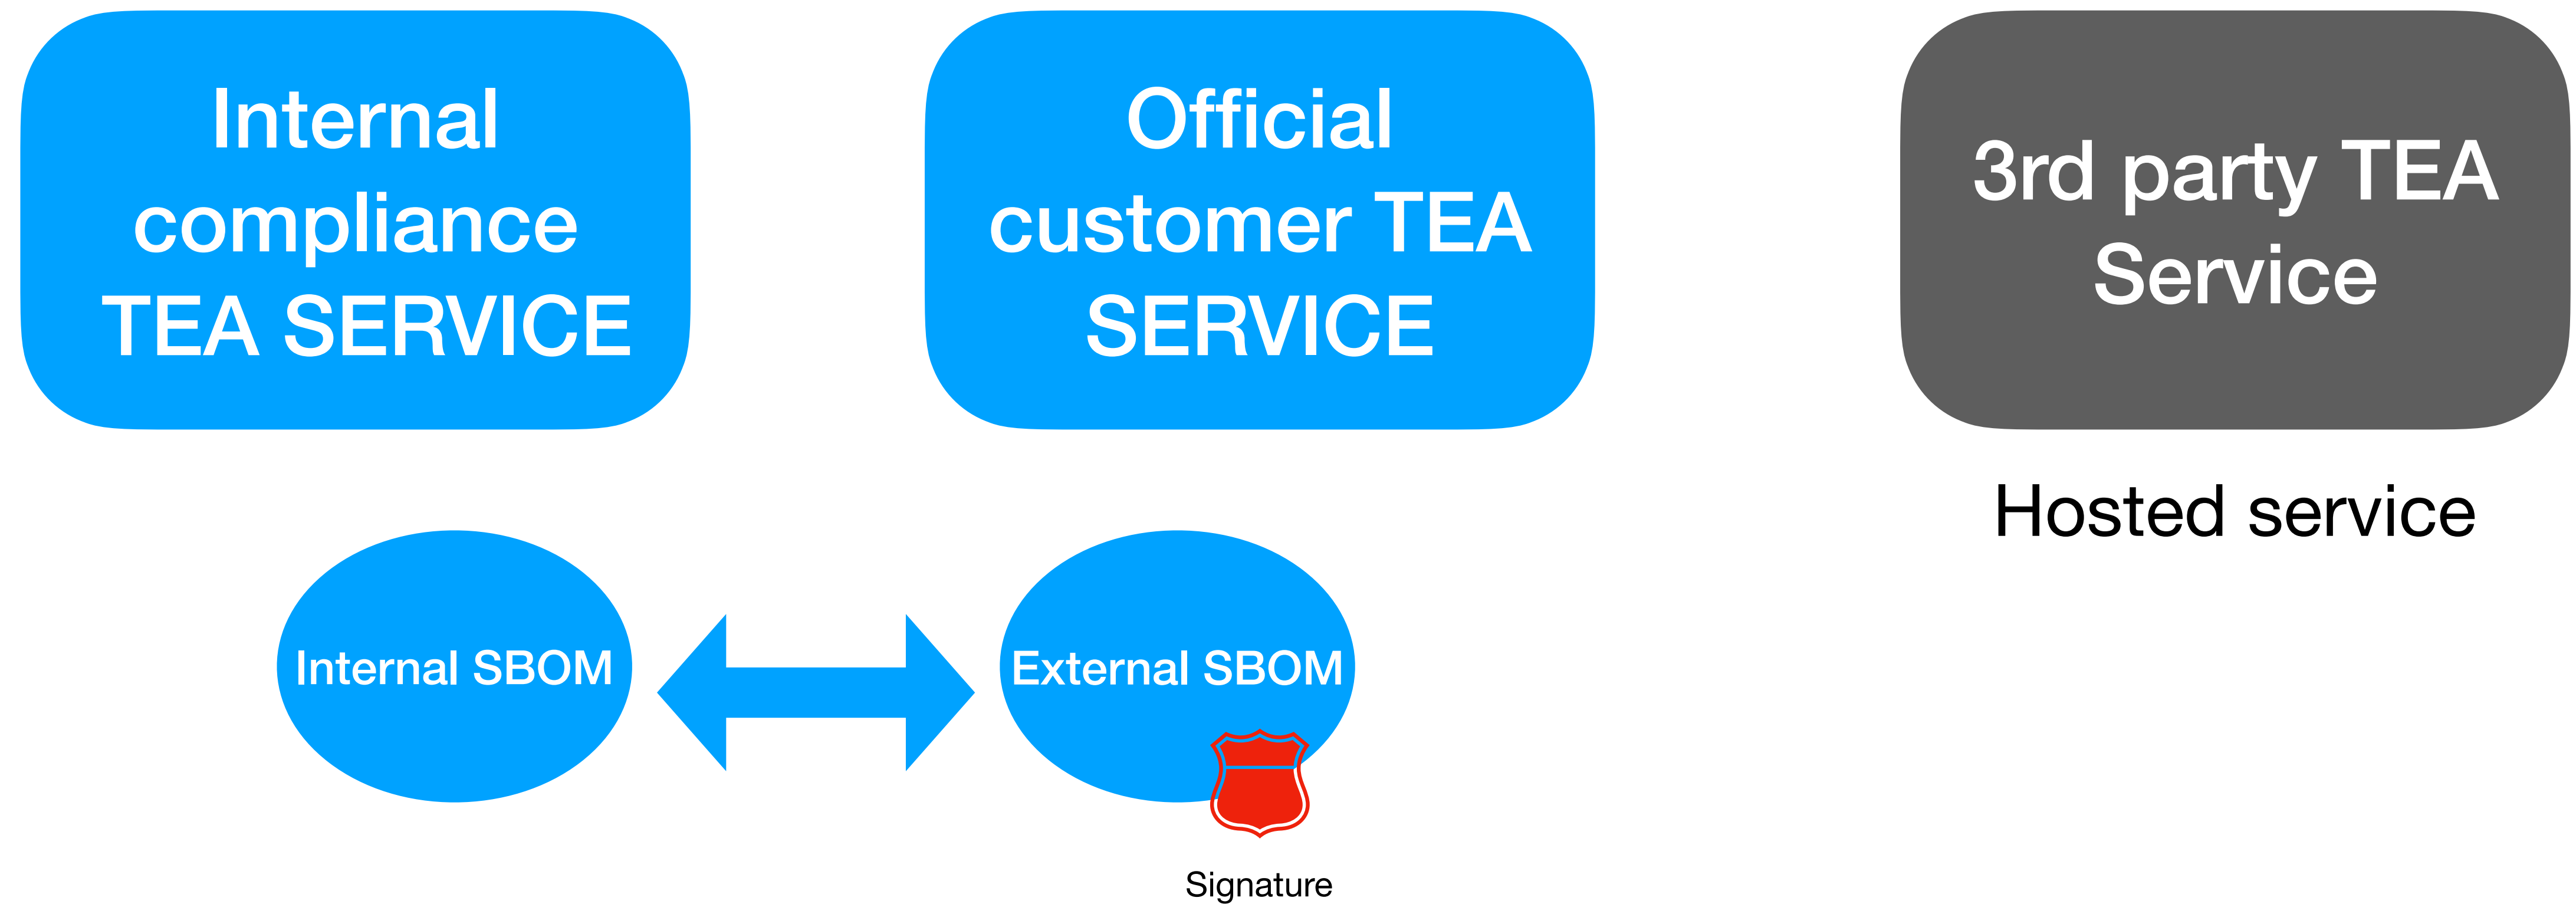 Internal
compliance
TEA SERVICE
Official
customer TEA
SERVICE
3rd party TEA
Service
Hosted service
Internal SBOM
External SBOM
Signature